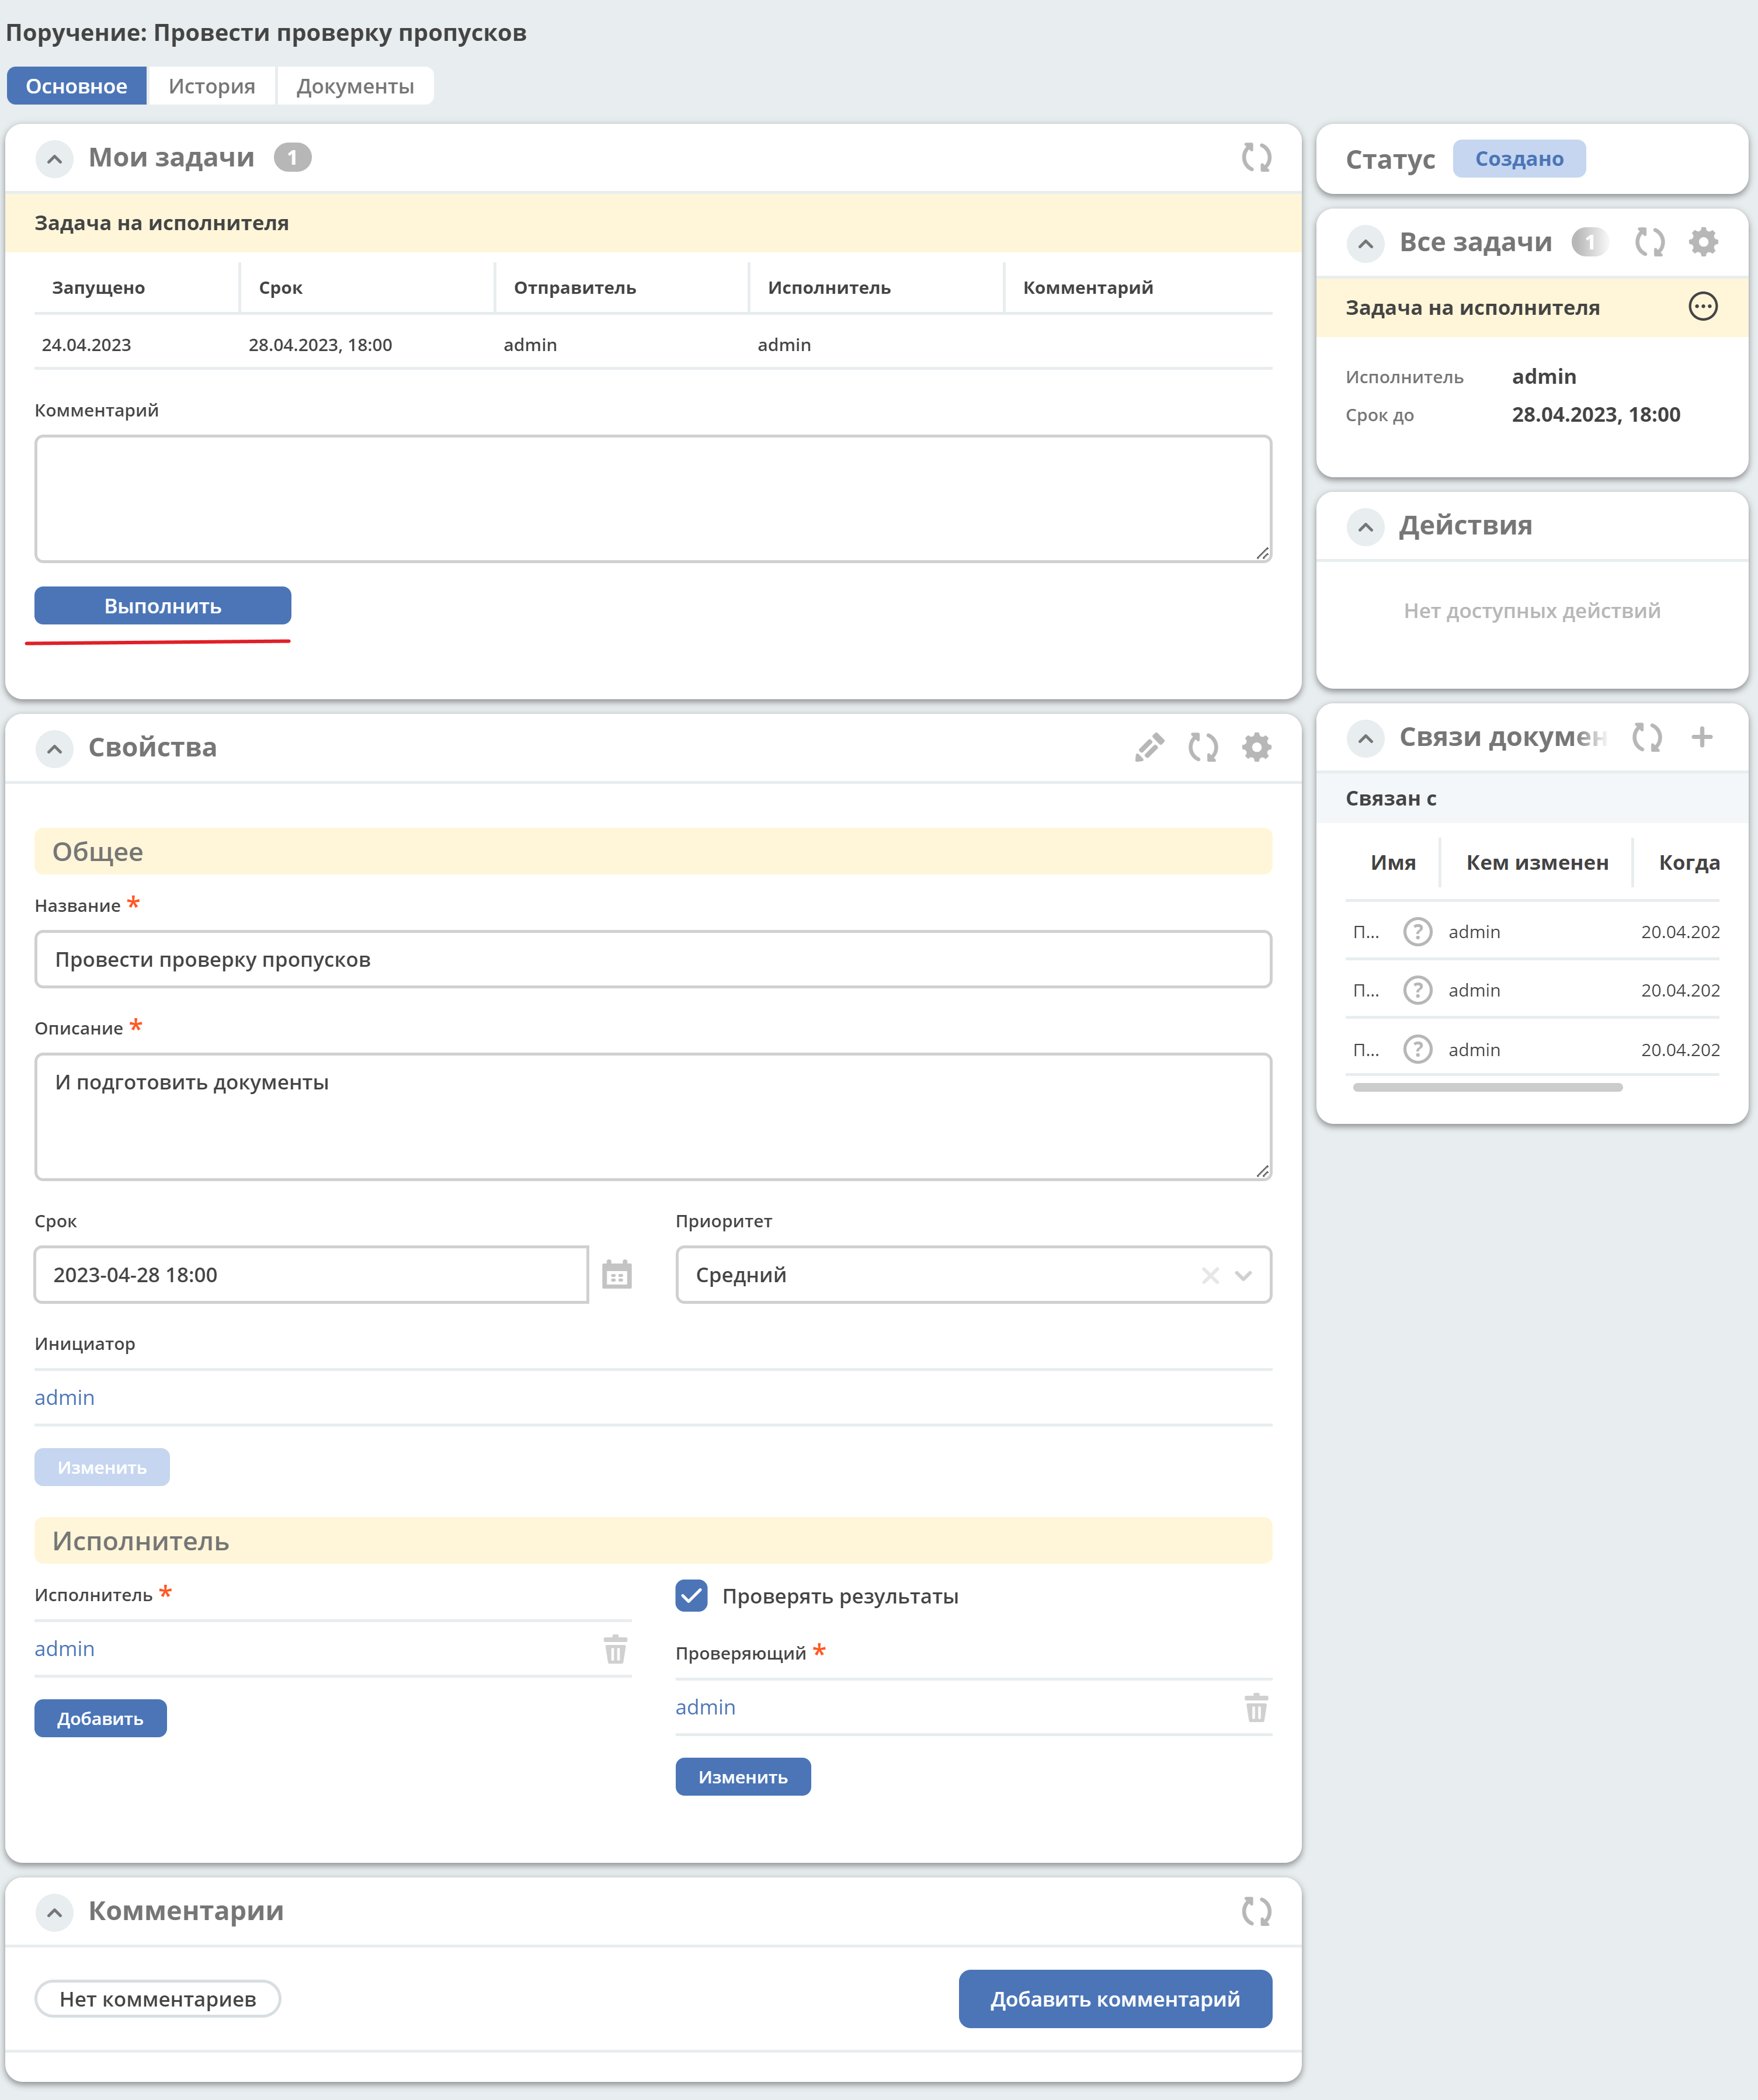 Поручение: Провести проверку пропусков
Основное История Документы
Мои задачи 1
Задача на исполнителя
Запущено Срок Отправитель Исполнитель Комментарий
24.04.2023 28.04.2023, 18:00 admin admin
Комментарий
Выполнить
Свойства
Общее
Название *
Провести проверку пропусков
Описание *
И подготовить документы
Срок Приоритет
2023-04-28 18:00 Средний
Инициатор
admin
Изменить
Исполнитель
Исполнитель *
admin
Добавить
Проверять результаты
Проверяющий *
admin
Изменить
Комментарии
Нет комментариев Добавить комментарий
Статус Создано
Все задачи 1
Задача на исполнителя
Исполнитель admin
Срок до 28.04.2023, 18:00
Действия
Нет доступных действий
Связи докумен
Связан с
Имя Кем изменен Когда
П... ? admin 20.04.202
П... ? admin 20.04.202
П... ? admin 20.04.202